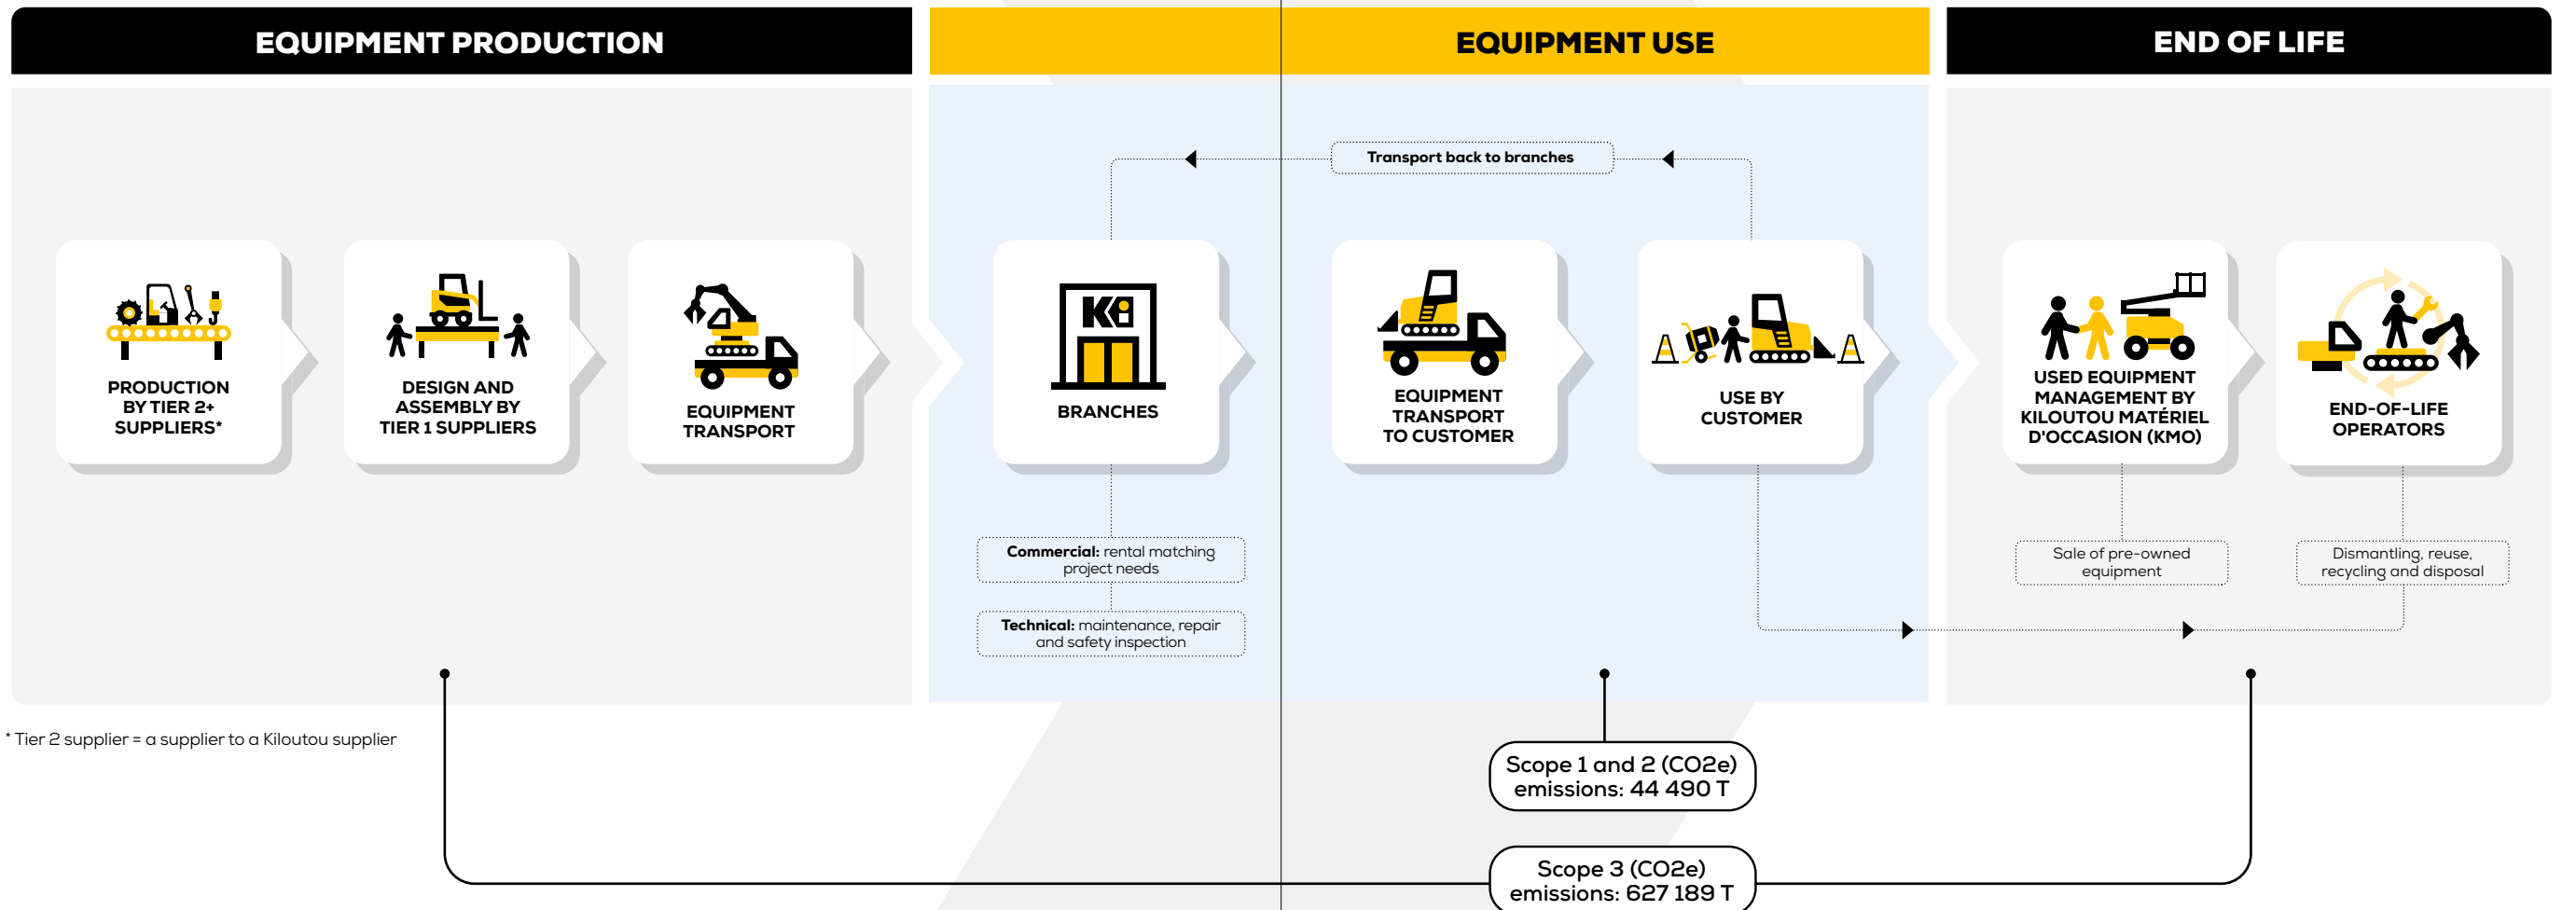 EQUIPMENT PRODUCTION
EQUIPMENT USE
END OF LIFE
Transport back to branches
PRODUCTION
BY TIER 2+
SUPPLIERS*
DESIGN AND
ASSEMBLY BY
TIER 1 SUPPLIERS
EQUIPMENT
TRANSPORT
Ki
BRANCHES
EQUIPMENT
TRANSPORT
TO CUSTOMER
USE BY
CUSTOMER
USED EQUIPMENT
MANAGEMENT BY
KILOUTOU MATÉRIEL
D'OCCASION (KMO)
END-OF-LIFE
OPERATORS
Commercial: rental matching
project needs
Technical: maintenance, repair
and safety inspection
Sale of pre-owned
equipment
Dismantling, reuse,
recycling and disposal
* Tier 2 supplier = a supplier to a Kiloutou supplier
Scope 1 and 2 (CO2e)
emissions: 44 490 T
Scope 3 (CO2e)
emissions: 627 189 T